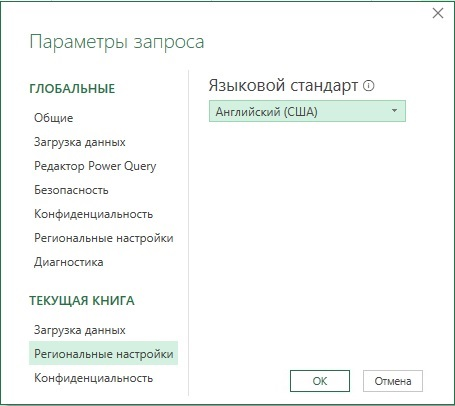 Параметры запроса
ГЛОБАЛЬНЫЕ
Общие
Загрузка данных
Редактор Power Query
Безопасность
Конфиденциальность
Региональные настройки
Диагностика
ТЕКУЩАЯ КНИГА
Загрузка данных
Региональные настройки
Конфиденциальность
Языковой стандарт
Английский (США)
ОК
Отмена